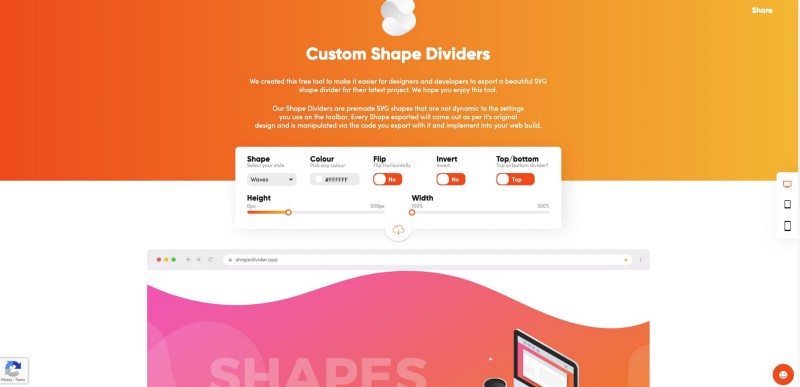 Share
Custom Shape Dividers
We created this free tool to make it easier for designers and developers to export a beautiful SVG
shape divider for their latest project. We hope you enjoy this tool.
Our Shape Dividers are premade SVG shapes that are not dynamic to the settings
you use on the toolbar. Every Shape exported will come out as per it's original
design and is manipulated via the code you export with it and implement into your web build.
Shape Colour Flip Invert Top/bottom
Select your style Pick any colour Flip Horizontally Invert Top or bottom divider?
Waves #FFFFFF No No Top
Height Width
0px 500px 100% 300%
shapedivider.app
SHAPES
Privacy - Terms